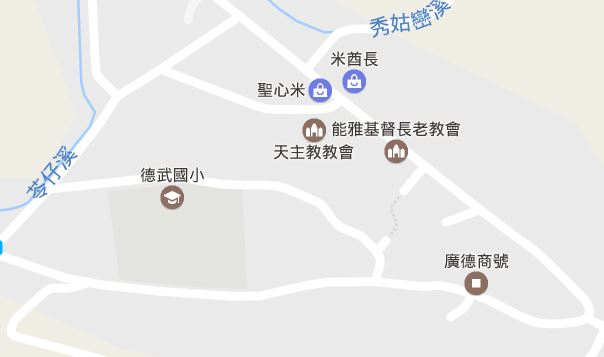 秀姑巒溪
米酋長
聖心米
能雅基督長老教會
天主教教會
苓仔溪
德武國小
廣德商號